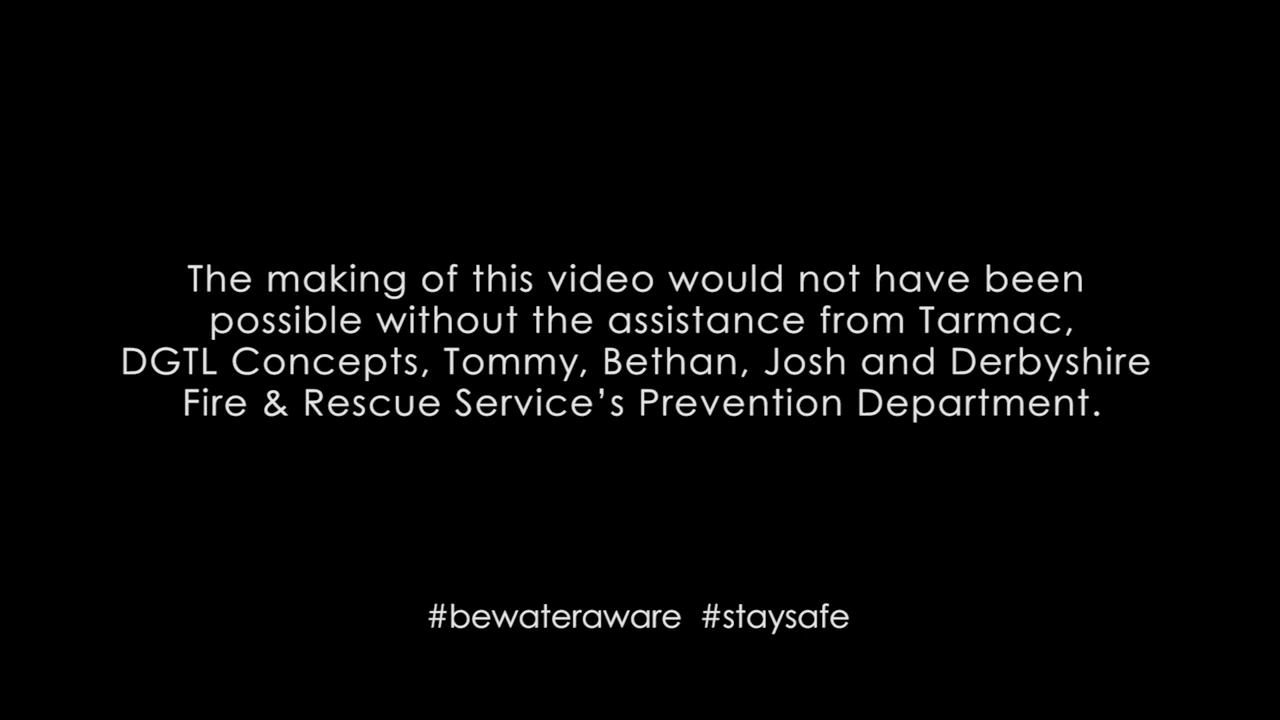 The making of this video would not have been
possible without the assistance from Tarmac,
DGTL Concepts, Tommy, Bethan, Josh and Derbyshire
Fire & Rescue Service’s Prevention Department.
#bewateraware #staysafe